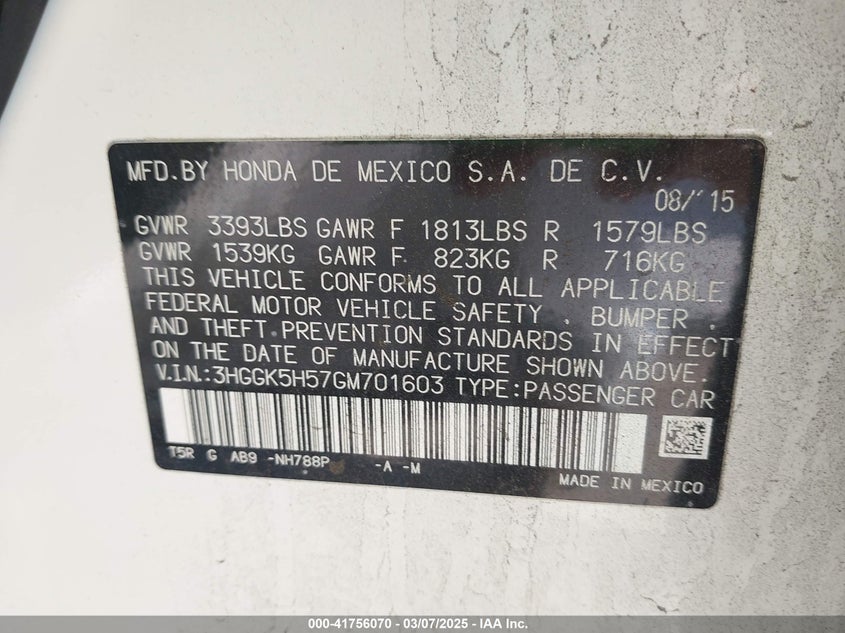 MFD.BY HONDA DE MEXICO S.A. DE C.V.
08/15
GVWR 3393LBS GAWR F 1813LBS R 1579LBS
GVWR 1539KG GAWR F 823KG R 716KG
THIS VEHICLE CONFORMS TO ALL APPLICABLE
FEDERAL MOTOR VEHICLE SAFETY , BUMPER ,
AND THEFT PREVENTION STANDARDS IN EFFECT
ON THE DATE OF MANUFACTURE SHOWN ABOVE.
V.I.N.:3HGGK5H57GM701603 TYPE:PASSENGER CAR
T5R G AB9 -NH788P -A -M
MADE IN MEXICO
000-41756070 - 03/07/2025 - IAA Inc.